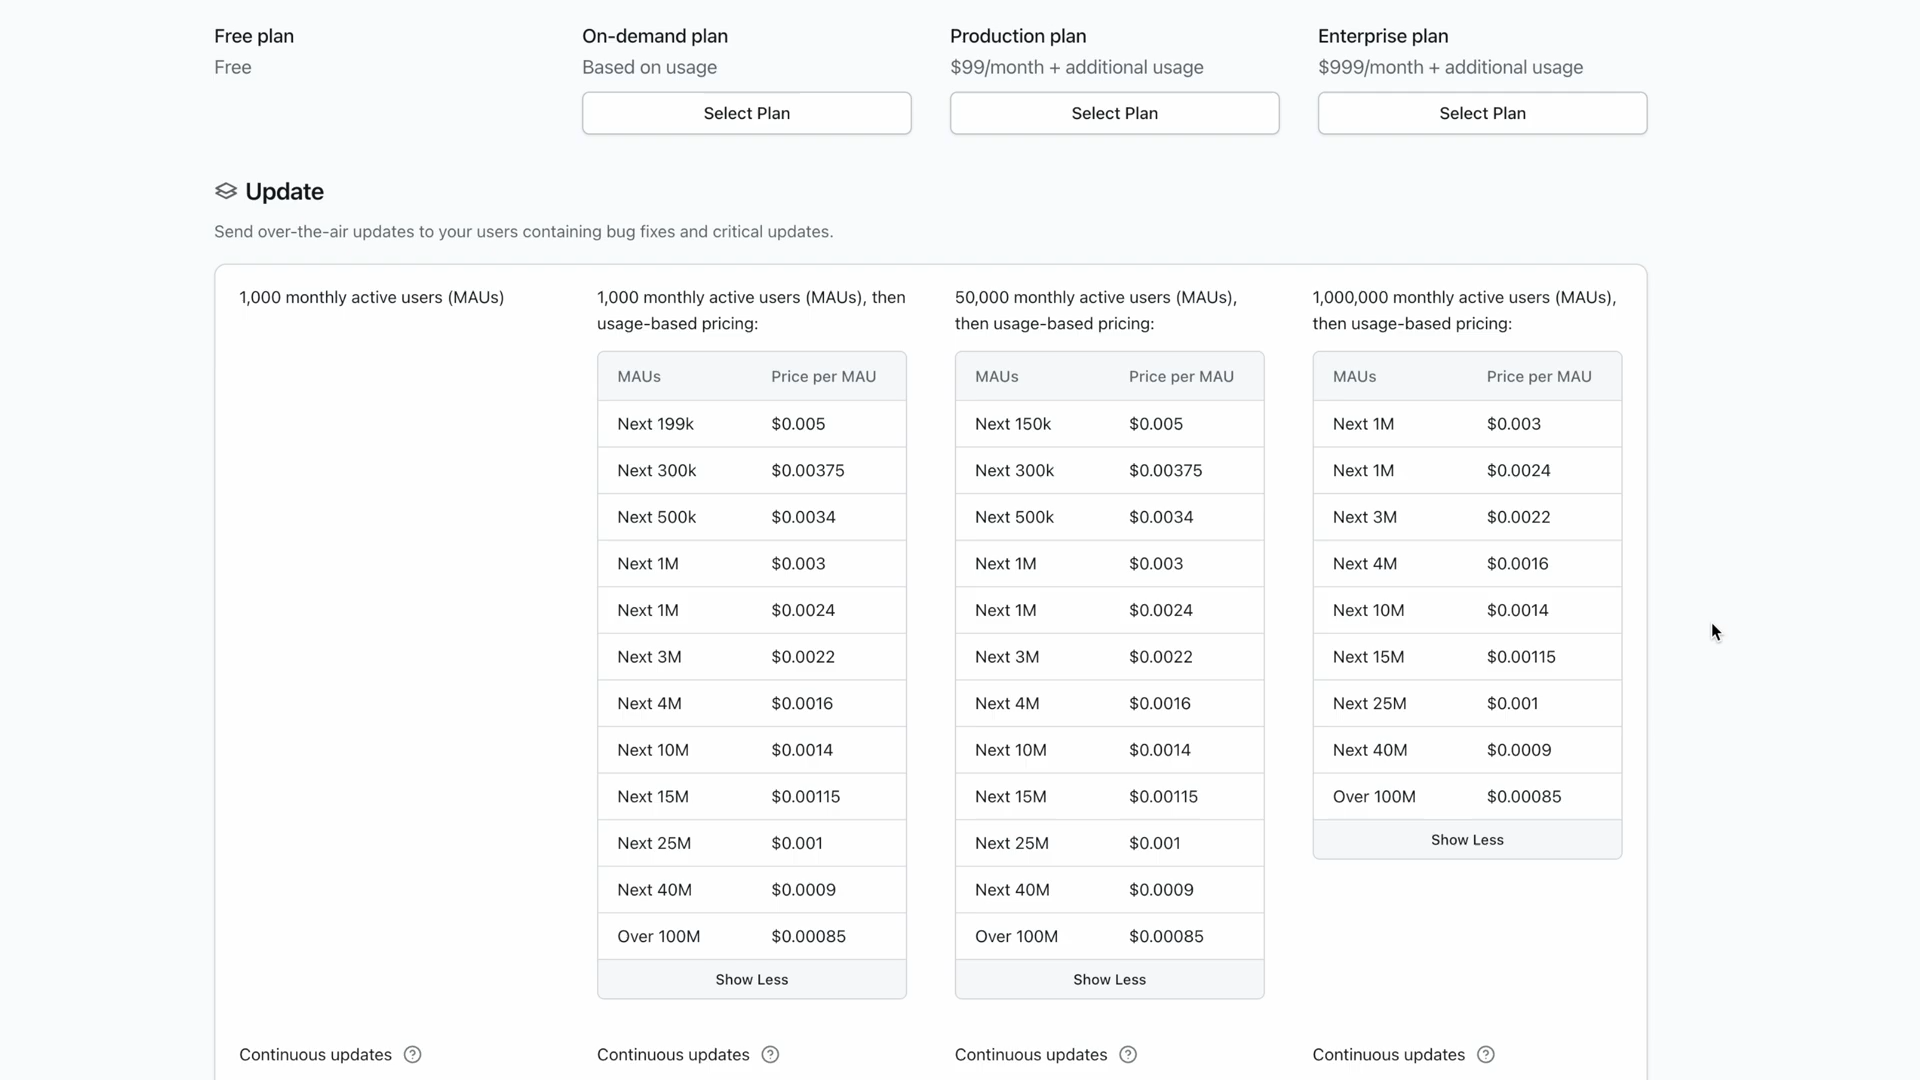 Free plan
Free
On-demand plan
Based on usage
Select Plan
Production plan
$99/month + additional usage
Select Plan
Enterprise plan
$999/month + additional usage
Select Plan
Update
Send over-the-air updates to your users containing bug fixes and critical updates.
1,000 monthly active users (MAUs)
Continuous updates
1,000 monthly active users (MAUs), then
usage-based pricing:
MAUs Price per MAU
Next 199k $0.005
Next 300k $0.00375
Next 500k $0.0034
Next 1M $0.003
Next 1M $0.0024
Next 3M $0.0022
Next 4M $0.0016
Next 10M $0.0014
Next 15M $0.00115
Next 25M $0.001
Next 40M $0.0009
Over 100M $0.00085
Show Less
Continuous updates
50,000 monthly active users (MAUs),
then usage-based pricing:
MAUs Price per MAU
Next 150k $0.005
Next 300k $0.00375
Next 500k $0.0034
Next 1M $0.003
Next 1M $0.0024
Next 3M $0.0022
Next 4M $0.0016
Next 10M $0.0014
Next 15M $0.00115
Next 25M $0.001
Next 40M $0.0009
Over 100M $0.00085
Show Less
Continuous updates
1,000,000 monthly active users (MAUs),
then usage-based pricing:
MAUs Price per MAU
Next 1M $0.003
Next 1M $0.0024
Next 3M $0.0022
Next 4M $0.0016
Next 10M $0.0014
Next 15M $0.00115
Next 25M $0.001
Next 40M $0.0009
Over 100M $0.00085
Show Less
Continuous updates